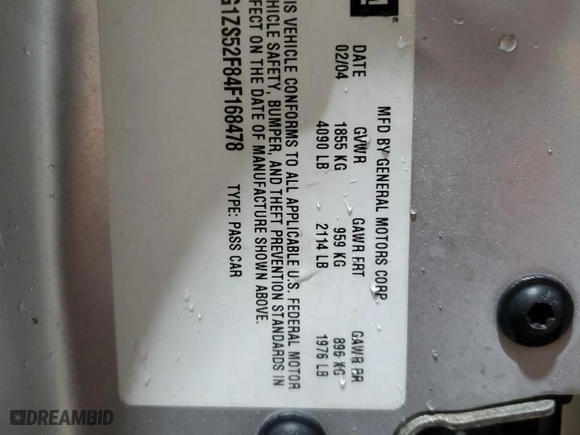 MFD BY GENERAL MOTORS CORP
DATE GVWR GAWR FRT GAWR RR
02/04 1855 KG 959 KG 896 KG
4090 LB 2114 LB 1976 LB
IS VEHICLE CONFORMS TO ALL APPLICABLE U.S. FEDERAL MOTOR
HICLE SAFETY, BUMPER, AND THEFT PREVENTION STANDARDS IN
FECT ON THE DATE OF MANUFACTURE SHOWN ABOVE.
G1ZS52F84F168478 TYPE: PASS CAR
DREAMBID